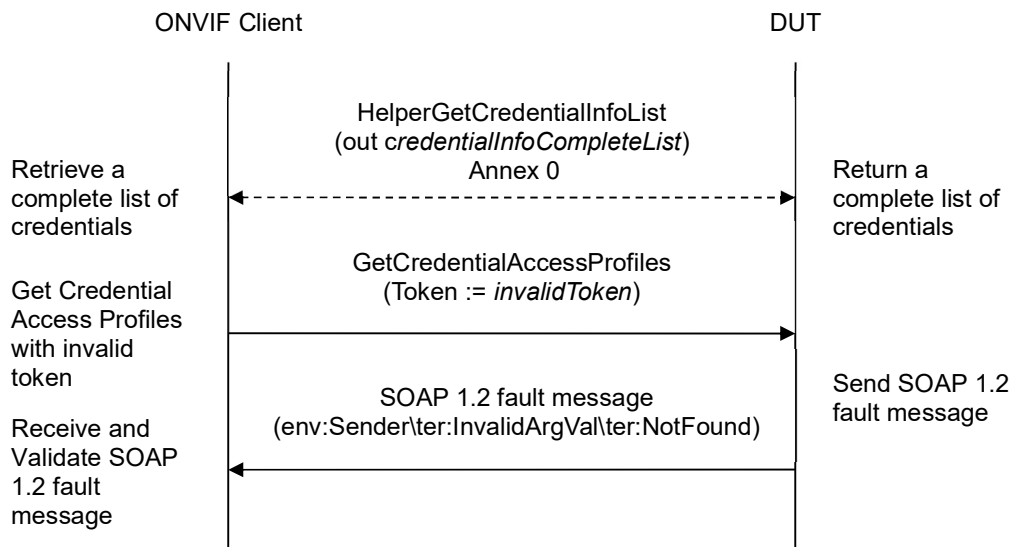 ONVIF Client
DUT
HelperGetCredentialInfoList
(out credentialInfoCompleteList)
Annex 0
Retrieve a
complete list of
credentials
Return a
complete list of
credentials
GetCredentialAccessProfiles
(Token := invalidToken)
Get Credential
Access Profiles
with invalid
token
SOAP 1.2 fault message
(env:Sender\ter:InvalidArgVal\ter:NotFound)
Send SOAP 1.2
fault message
Receive and
Validate SOAP
1.2 fault
message